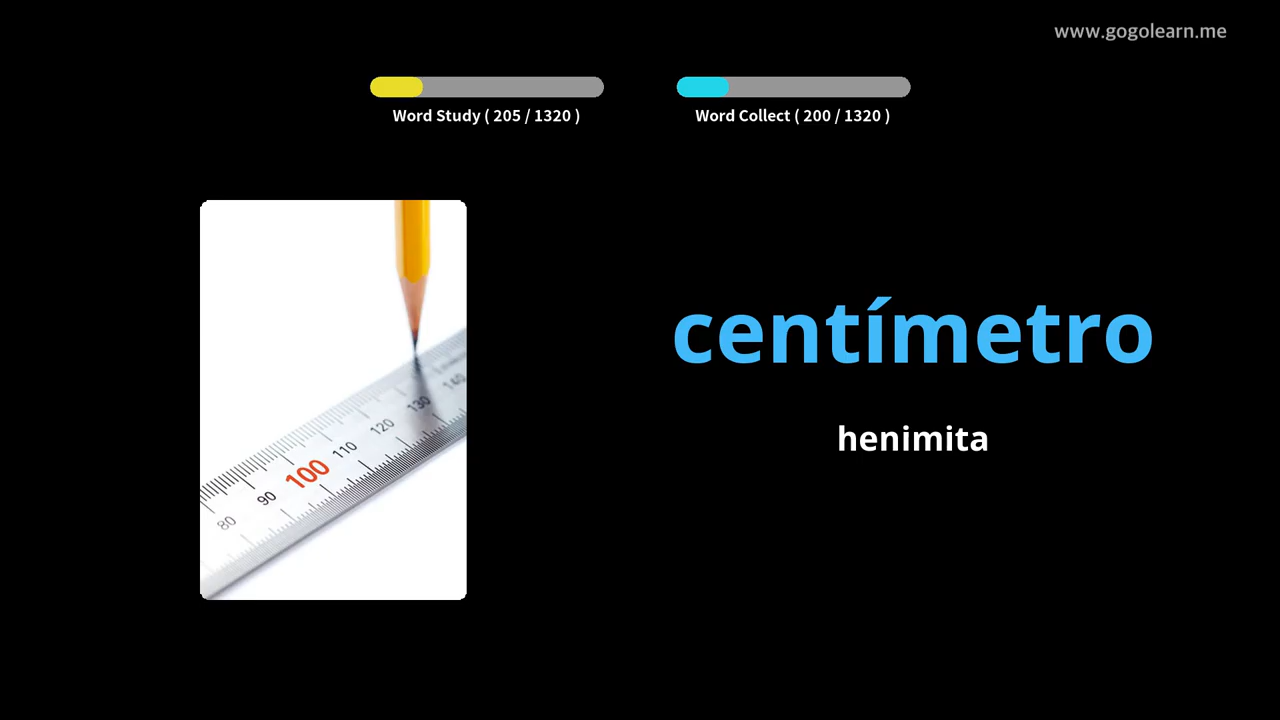 www.gogolearn.me
Word Study ( 205 / 1320 )
Word Collect ( 200 / 1320 )
centímetro
henimita
80
90
100
110
120
130
140